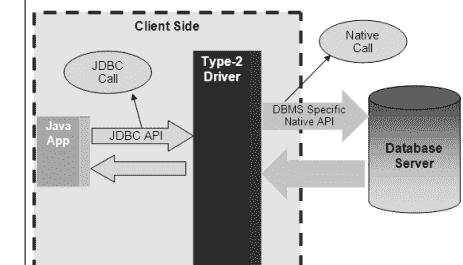 Client Side
Native
Call
JDBC
Call
Type-2
Driver
DBMS Specific
Native API
Java
App
JDBC API
Database
Server